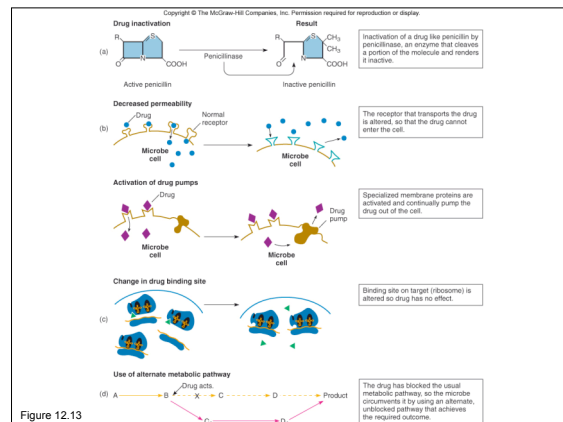 Copyright © The McGraw-Hill Companies, Inc. Permission required for reproduction or display.
Drug inactivation
Result
R
S
N
O
COOH
Active penicillin
(a)
Penicillinase
R
S
CH3
CH3
N
O
COOH
Inactive penicillin
Inactivation of a drug like penicillin by
penicillinase, an enzyme that cleaves
a portion of the molecule and renders
it inactive.
Decreased permeability
Drug
Normal
receptor
(b)
Microbe
cell
Microbe
cell
The receptor that transports the drug
is altered, so that the drug cannot
enter the cell.
Activation of drug pumps
Drug
Microbe
cell
Drug
pump
Microbe
cell
Specialized membrane proteins are
activated and continually pump the
drug out of the cell.
Change in drug binding site
(c)
Binding site on target (ribosome) is
altered so drug has no effect.
Use of alternate metabolic pathway
Drug acts.
(d) A B X C D Product
C1 D1
The drug has blocked the usual
metabolic pathway, so the microbe
circumvents it by using an alternate,
unblocked pathway that achieves
the required outcome.
Figure 12.13